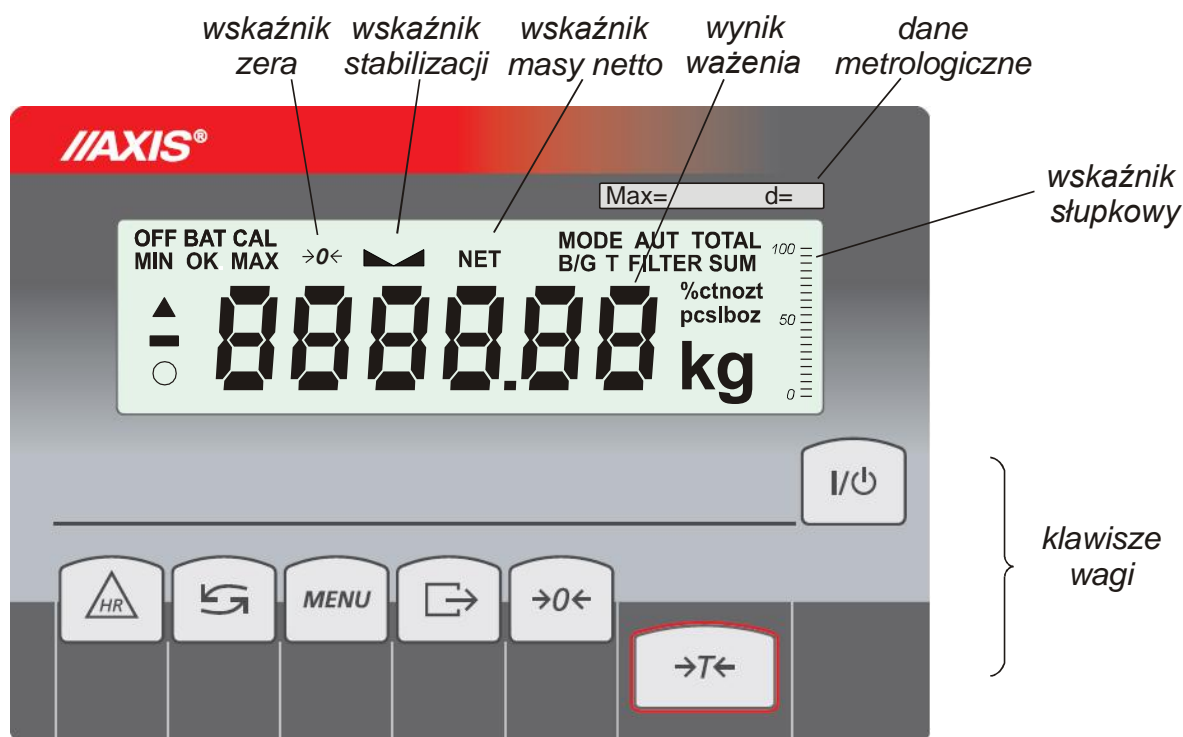 wskaźnik zera
wskaźnik stabilizacji
wskaźnik masy netto
wynik ważenia
dane metrologiczne
//AXIS®
Max= d=
wskaźnik słupkowy
OFF BAT CAL
MIN OK MAX
→0←
NET
MODE AUT TOTAL
B/G T FILTER SUM
100
%ctnozt
pcslboz
50
888888.88
kg
0
I/⏻
klawisze wagi
HR
MENU
→0←
→T←